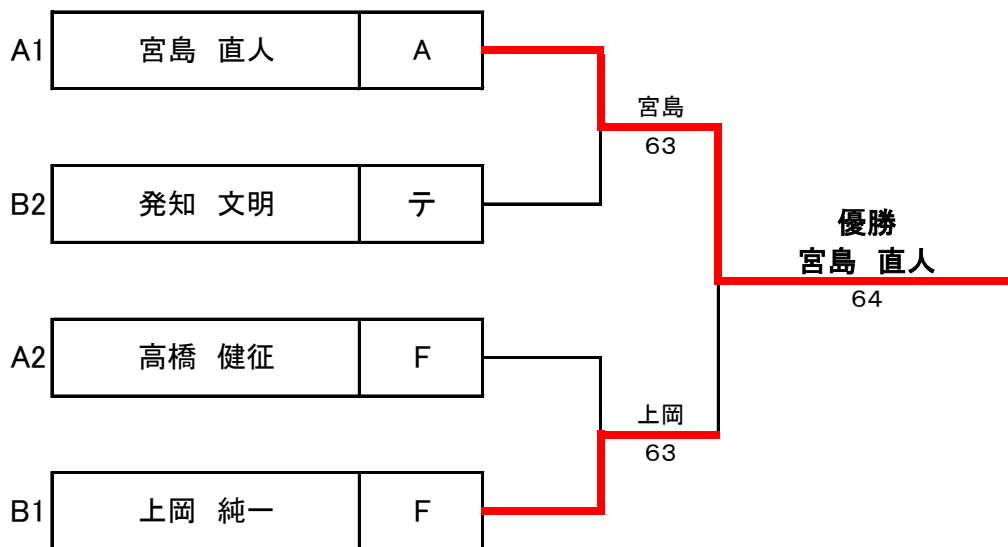 A1 宮島 直人 A
宮島
63
B2 発知 文明 テ
優勝
宮島 直人
64
A2 高橋 健征 F
上岡
63
B1 上岡 純一 F